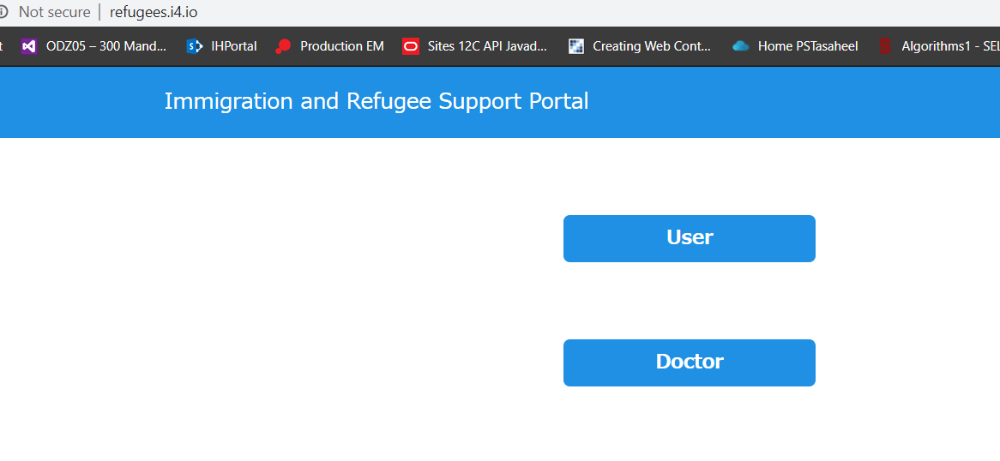 Not secure | refugees.i4.io
t ODZ05 – 300 Mand... IHPortal Production EM Sites 12C API Javad... Creating Web Cont... Home PSTasaheel Algorithms1 - SEL
Immigration and Refugee Support Portal
User
Doctor